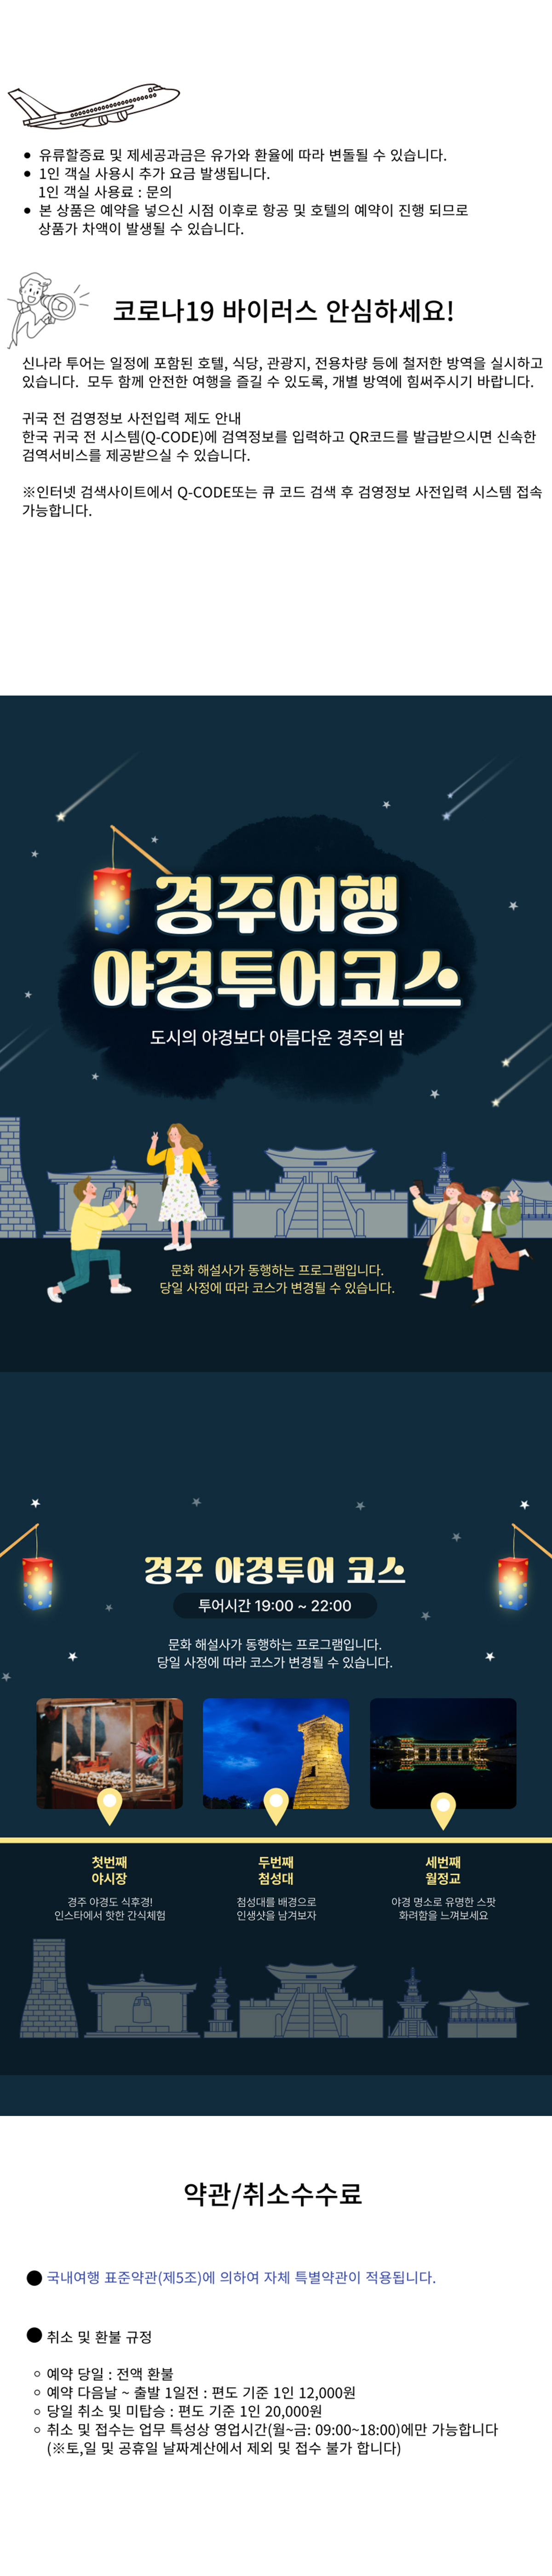 ● 유류할증료 및 제세공과금은 유가와 환율에 따라 변돌될 수 있습니다.
● 1인 객실 사용시 추가 요금 발생됩니다.
1인 객실 사용료 : 문의
● 본 상품은 예약을 넣으신 시점 이후로 항공 및 호텔의 예약이 진행 되므로
상품가 차액이 발생될 수 있습니다.
코로나19 바이러스 안심하세요!
신나라 투어는 일정에 포함된 호텔, 식당, 관광지, 전용차량 등에 철저한 방역을 실시하고
있습니다. 모두 함께 안전한 여행을 즐길 수 있도록, 개별 방역에 힘써주시기 바랍니다.
귀국 전 검영정보 사전입력 제도 안내
한국 귀국 전 시스템(Q-CODE)에 검역정보를 입력하고 QR코드를 발급받으시면 신속한
검역서비스를 제공받으실 수 있습니다.
※인터넷 검색사이트에서 Q-CODE또는 큐 코드 검색 후 검영정보 사전입력 시스템 접속
가능합니다.
경주여행
야경투어코스
도시의 야경보다 아름다운 경주의 밤
문화 해설사가 동행하는 프로그램입니다.
당일 사정에 따라 코스가 변경될 수 있습니다.
경주 야경투어 코스
투어시간 19:00 ~ 22:00
문화 해설사가 동행하는 프로그램입니다.
당일 사정에 따라 코스가 변경될 수 있습니다.
첫번째
야시장
경주 야경도 식후경!
인스타에서 핫한 간식체험
두번째
첨성대
첨성대를 배경으로
인생샷을 남겨보자
세번째
월정교
야경 명소로 유명한 스팟
화려함을 느껴보세요
약관/취소수수료
● 국내여행 표준약관(제5조)에 의하여 자체 특별약관이 적용됩니다.
● 취소 및 환불 규정
○ 예약 당일 : 전액 환불
○ 예약 다음날 ~ 출발 1일전 : 편도 기준 1인 12,000원
○ 당일 취소 및 미탑승 : 편도 기준 1인 20,000원
○ 취소 및 접수는 업무 특성상 영업시간(월~금: 09:00~18:00)에만 가능합니다
(※토,일 및 공휴일 날짜계산에서 제외 및 접수 불가 합니다)